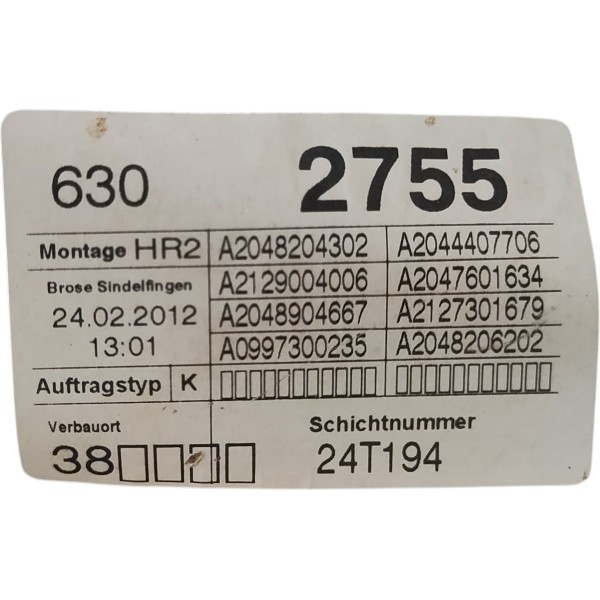 630 2755
Montage HR2 A2048204302 A2044407706
Brose Sindelfingen A2129004006 A2047601634
24.02.2012 A2048904667 A2127301679
13:01 A0997300235 A2048206202
Auftragstyp K
Verbauort Schichtnummer
38 24T194